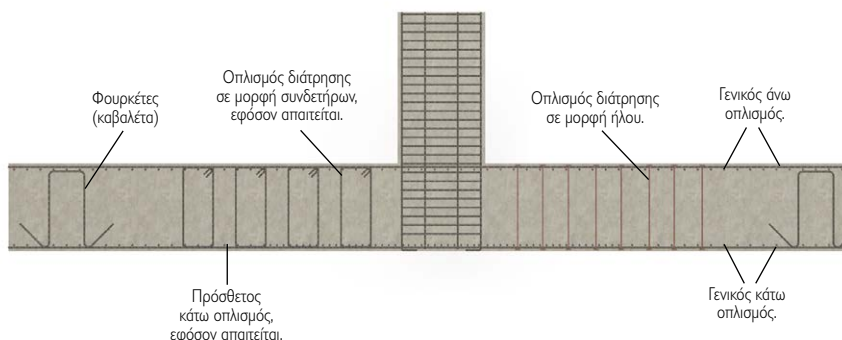 Φουρκέτες
(καβαλέτα)
Οπλισμός διάτρησης
σε μορφή συνδετήρων,
εφόσον απαιτείται.
Οπλισμός διάτρησης
σε μορφή ήλου.
Γενικός άνω
οπλισμός.
Πρόσθετος
κάτω οπλισμός,
εφόσον απαιτείται.
Γενικός κάτω
οπλισμός.